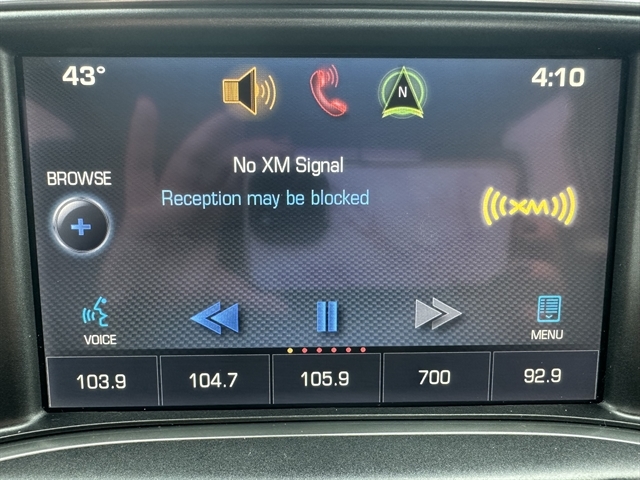 43°
N
4:10
No XM Signal
Reception may be blocked
BROWSE
XM
VOICE
MENU
103.9
104.7
105.9
700
92.9